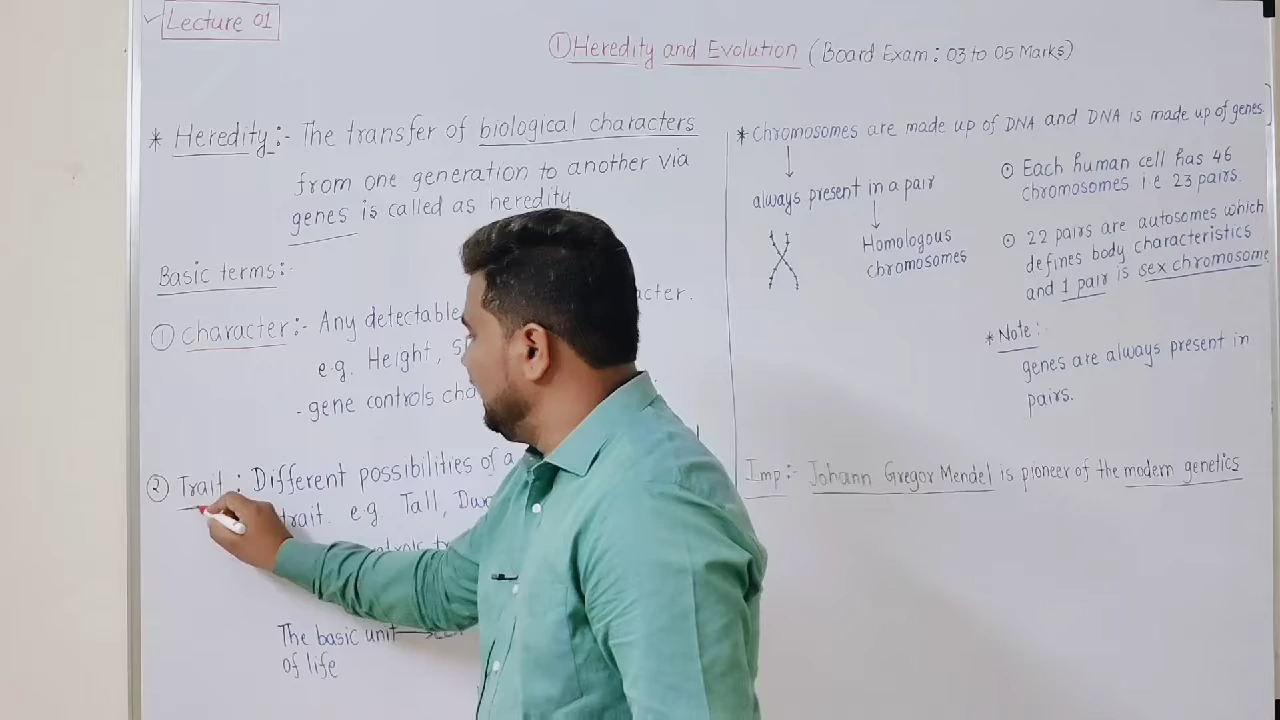 Lecture 01
① Heredity and Evolution (Board Exam: 03 to 05 Marks)
* Heredity :- The transfer of biological characters
from one generation to another via
genes is called as heredity
Basic terms:-
① Character :- Any detectable
e.g. Height,
- gene controls
② Trait : Different possibilities of a
trait. e.g. Tall,
The basic unit →
of life
* Chromosomes are made up of DNA and DNA is made up of genes.
always present in a pair
Homologous
chromosomes
⊙ Each human cell has 46
chromosomes i.e 23 pairs.
⊙ 22 pairs are autosomes which
defines body characteristics
and 1 pair is sex chromosome
* Note :-
genes are always present in
pairs.
Imp :- Johann Gregor Mendel is pioneer of the modern genetics